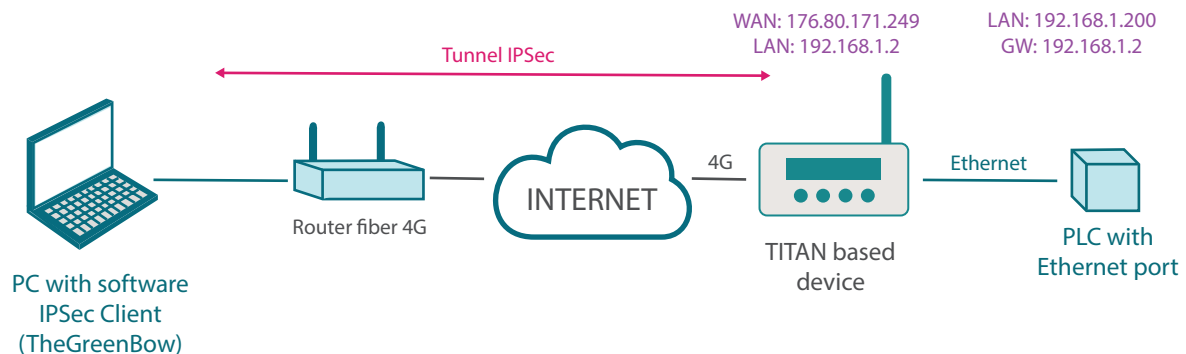 WAN: 176.80.171.249
LAN: 192.168.1.2
LAN: 192.168.1.200
GW: 192.168.1.2
Tunnel IPSec
4G
Ethernet
INTERNET
Router fiber 4G
PC with software
IPSec Client
(TheGreenBow)
TITAN based
device
PLC with
Ethernet port